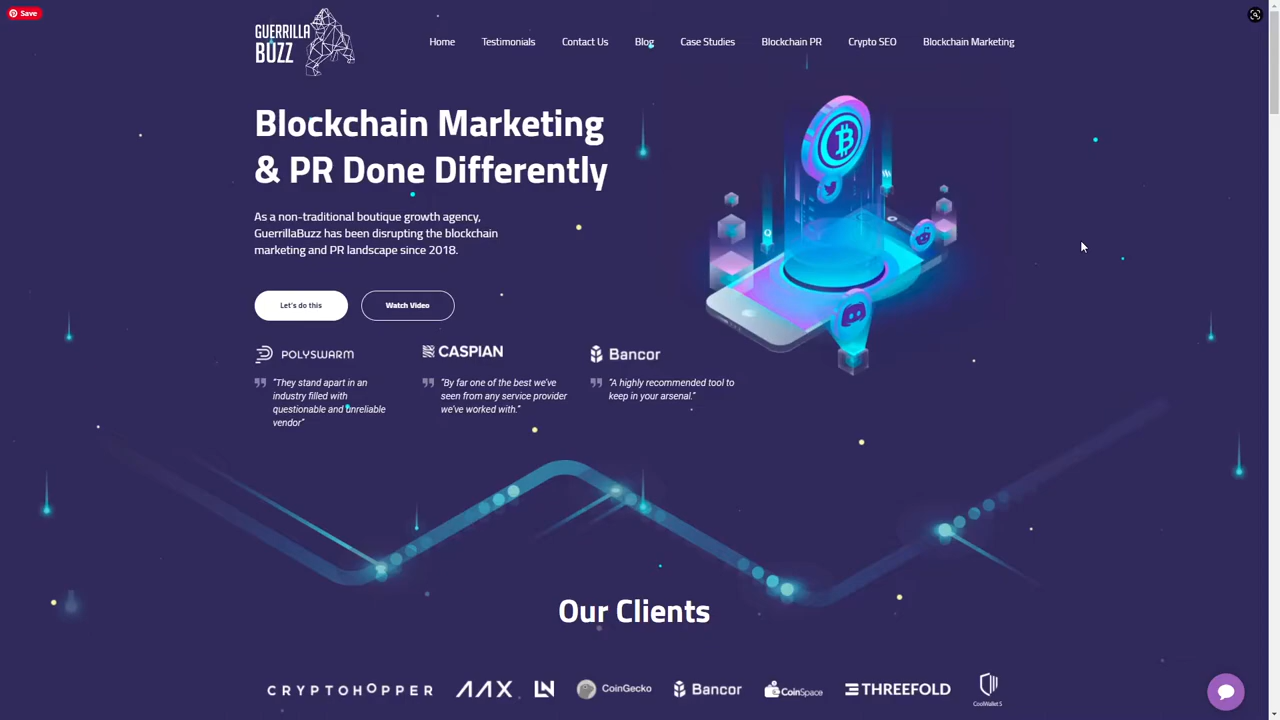 Save
GUERRILLA
BUZZ
Home
Testimonials
Contact Us
Blog
Case Studies
Blockchain PR
Crypto SEO
Blockchain Marketing
Blockchain Marketing
& PR Done Differently
As a non-traditional boutique growth agency,
GuerrillaBuzz has been disrupting the blockchain
marketing and PR landscape since 2018.
Let's do this
Watch Video
POLYSWARM
"They stand apart in an
industry filled with
questionable and unreliable
vendor"
CASPIAN
"By far one of the best we've
seen from any service provider
we've worked with."
Bancor
"A highly recommended tool to
keep in your arsenal."
Our Clients
CRYPTOHOPPER
AAX
LN
CoinGecko
Bancor
CoinSpace
THREEFOLD
CoolWallet S